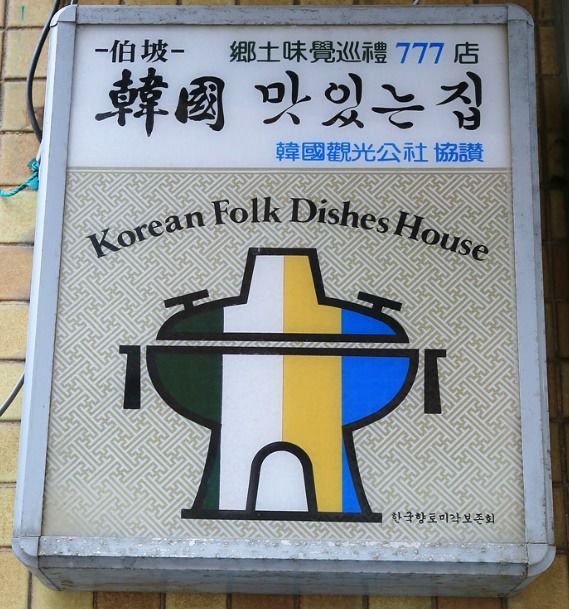 -伯坡- 鄕土味覺巡禮 777 店
韓國 맛있는집
韓國觀光公社 協讚
Korean Folk Dishes House
한국향토미각보존회